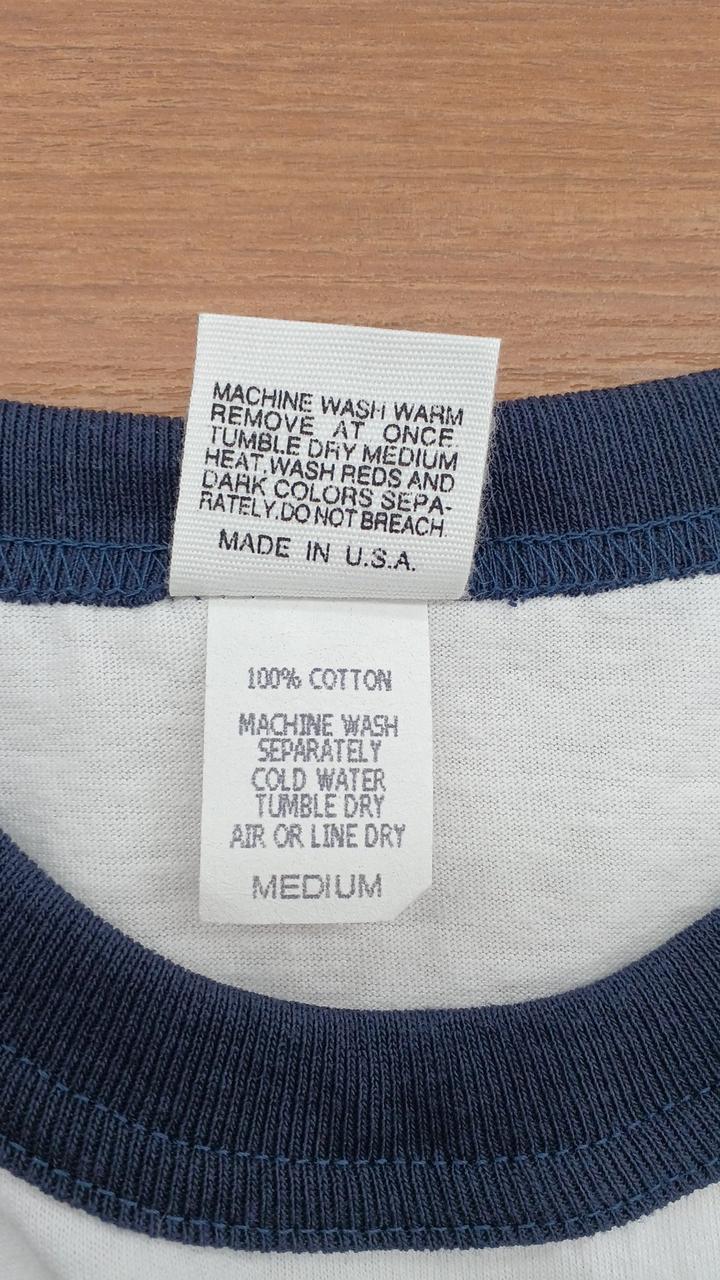 MACHINE WASH WARM
REMOVE AT ONCE.
TUMBLE DRY MEDIUM
HEAT. WASH REDS AND
DARK COLORS SEPA-
RATELY. DO NOT BREACH.
MADE IN U.S.A.
100% COTTON
MACHINE WASH
SEPARATELY
COLD WATER
TUMBLE DRY
AIR OR LINE DRY
MEDIUM